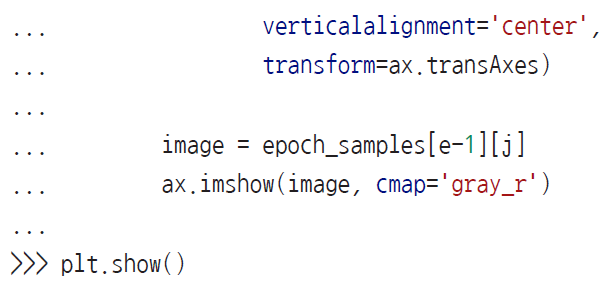 ...                verticalalignment='center',
...                transform=ax.transAxes)
...
...        image = epoch_samples[e-1][j]
...        ax.imshow(image, cmap='gray_r')
...
>>> plt.show()